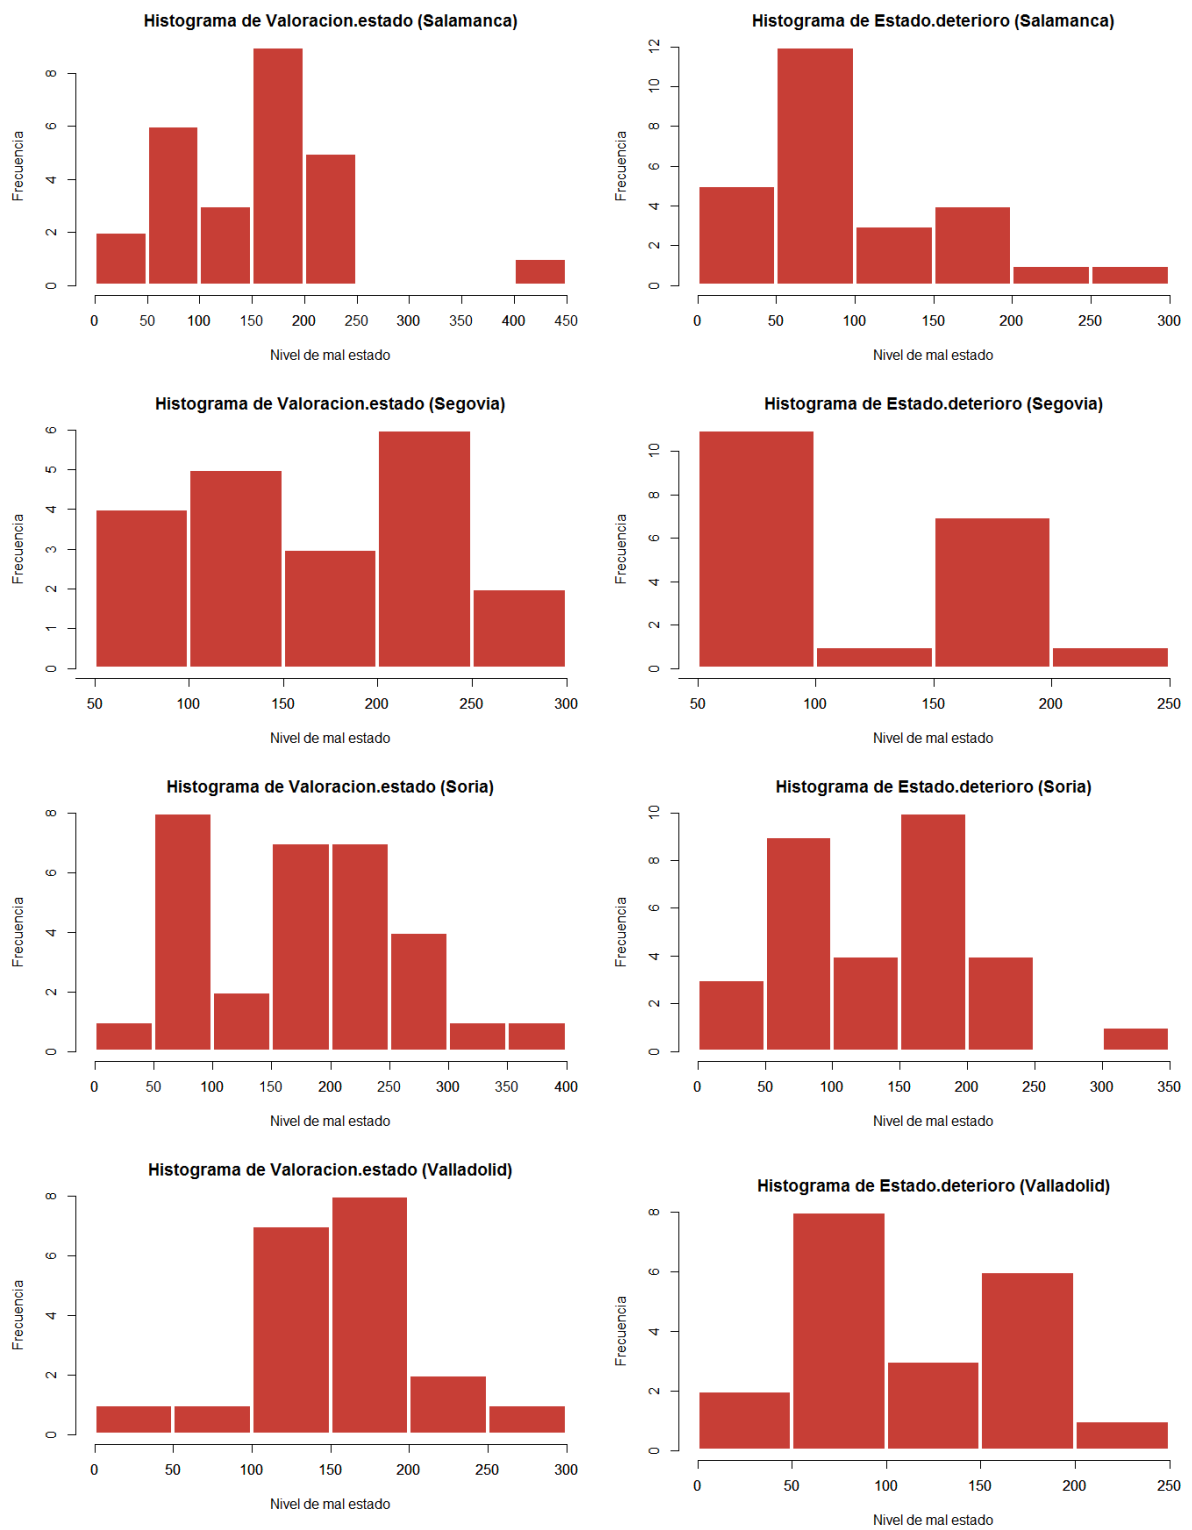 Histograma de Valoracion.estado (Salamanca)
Frecuencia
0 2 4 6 8
0 50 100 150 200 250 300 350 400 450
Nivel de mal estado
Histograma de Estado.deterioro (Salamanca)
Frecuencia
0 2 4 6 8 10 12
0 50 100 150 200 250 300
Nivel de mal estado
Histograma de Valoracion.estado (Segovia)
Frecuencia
0 1 2 3 4 5 6
50 100 150 200 250 300
Nivel de mal estado
Histograma de Estado.deterioro (Segovia)
Frecuencia
0 2 4 6 8 10
50 100 150 200 250
Nivel de mal estado
Histograma de Valoracion.estado (Soria)
Frecuencia
0 2 4 6 8
0 50 100 150 200 250 300 350 400
Nivel de mal estado
Histograma de Estado.deterioro (Soria)
Frecuencia
0 2 4 6 8 10
0 50 100 150 200 250 300 350
Nivel de mal estado
Histograma de Valoracion.estado (Valladolid)
Frecuencia
0 2 4 6 8
0 50 100 150 200 250 300
Nivel de mal estado
Histograma de Estado.deterioro (Valladolid)
Frecuencia
0 2 4 6 8
0 50 100 150 200 250
Nivel de mal estado